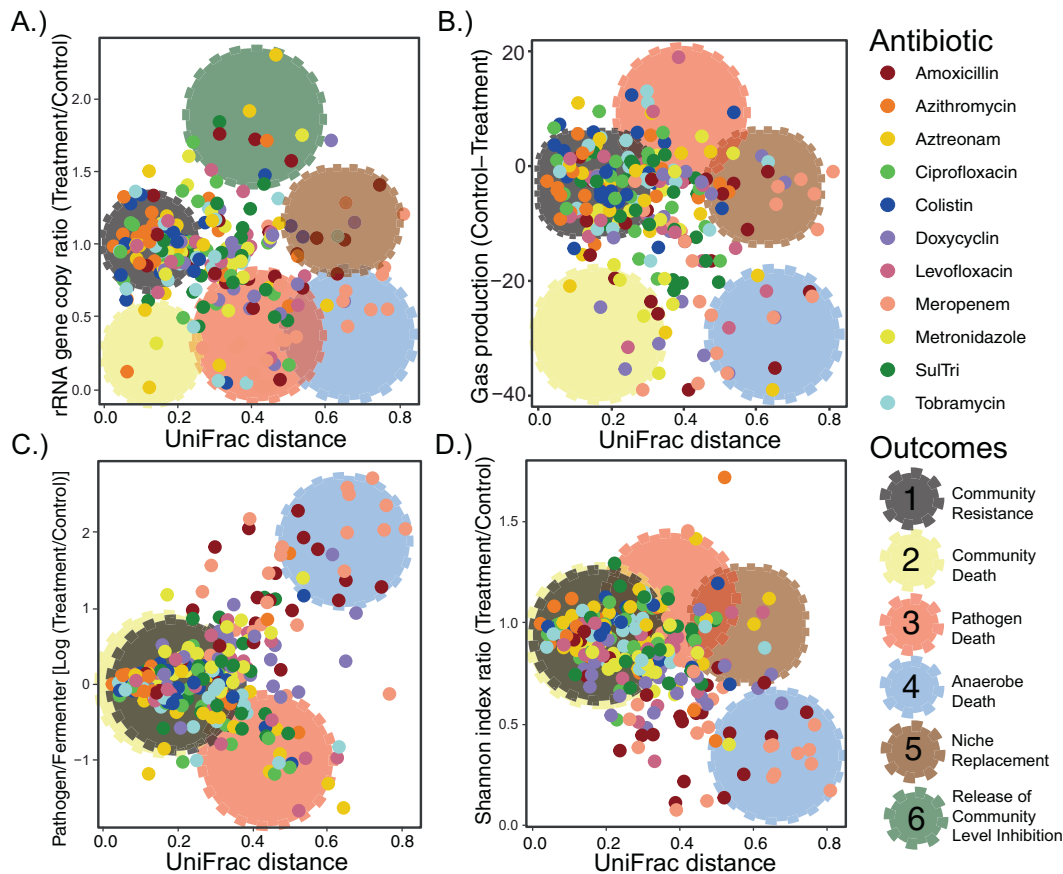 A.)
rRNA gene copy ratio (Treatment/Control)
2.0
1.5
1.0
0.5
0.0
0.0 0.2 0.4 0.6 0.8
UniFrac distance
B.)
Gas production (Control−Treatment)
20
0
−20
−40
0.0 0.2 0.4 0.6 0.8
UniFrac distance
Antibiotic
Amoxicillin
Azithromycin
Aztreonam
Ciprofloxacin
Colistin
Doxycyclin
Levofloxacin
Meropenem
Metronidazole
SulTri
Tobramycin
C.)
Pathogen/Fermenter [Log (Treatment/Control)]
2
1
0
−1
0.0 0.2 0.4 0.6 0.8
UniFrac distance
D.)
Shannon index ratio (Treatment/Control)
1.5
1.0
0.5
0.0
0.0 0.2 0.4 0.6 0.8
UniFrac distance
Outcomes
1 Community
Resistance
2 Community
Death
3 Pathogen
Death
4 Anaerobe
Death
5 Niche
Replacement
6 Release of
Community
Level Inhibition